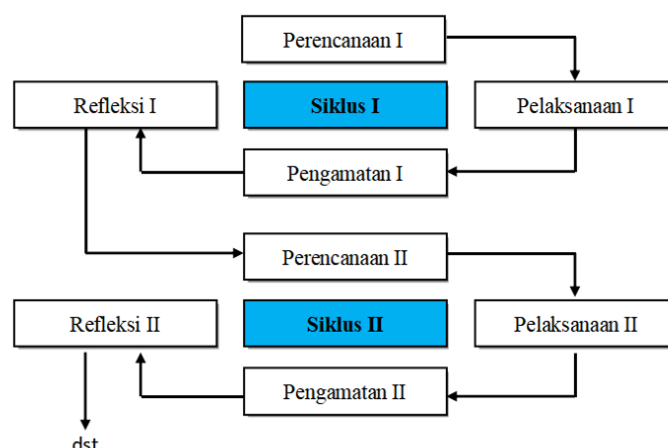 Perencanaan I
Refleksi I
Siklus I
Pelaksanaan I
Pengamatan I
Perencanaan II
Refleksi II
Siklus II
Pelaksanaan II
Pengamatan II
dst